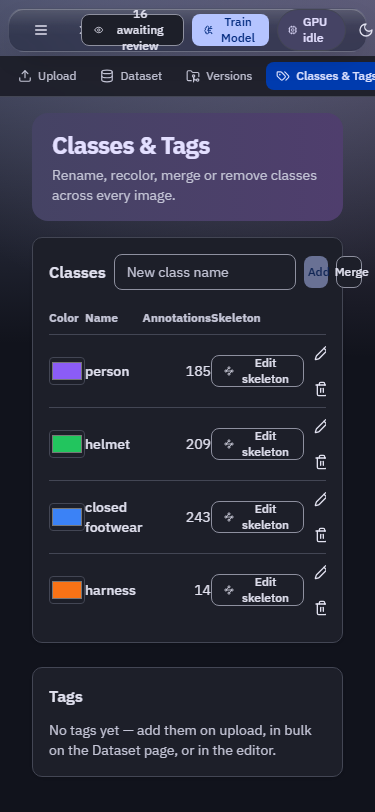 16
awaiting
review
Train
Model
GPU
idle
Upload
Dataset
Versions
Classes & Tags
Classes & Tags
Rename, recolor, merge or remove classes
across every image.
Classes
New class name
Add
Merge
Color Name Annotations Skeleton
person 185 Edit
skeleton
helmet 209 Edit
skeleton
closed
footwear 243 Edit
skeleton
harness 14 Edit
skeleton
Tags
No tags yet — add them on upload, in bulk
on the Dataset page, or in the editor.